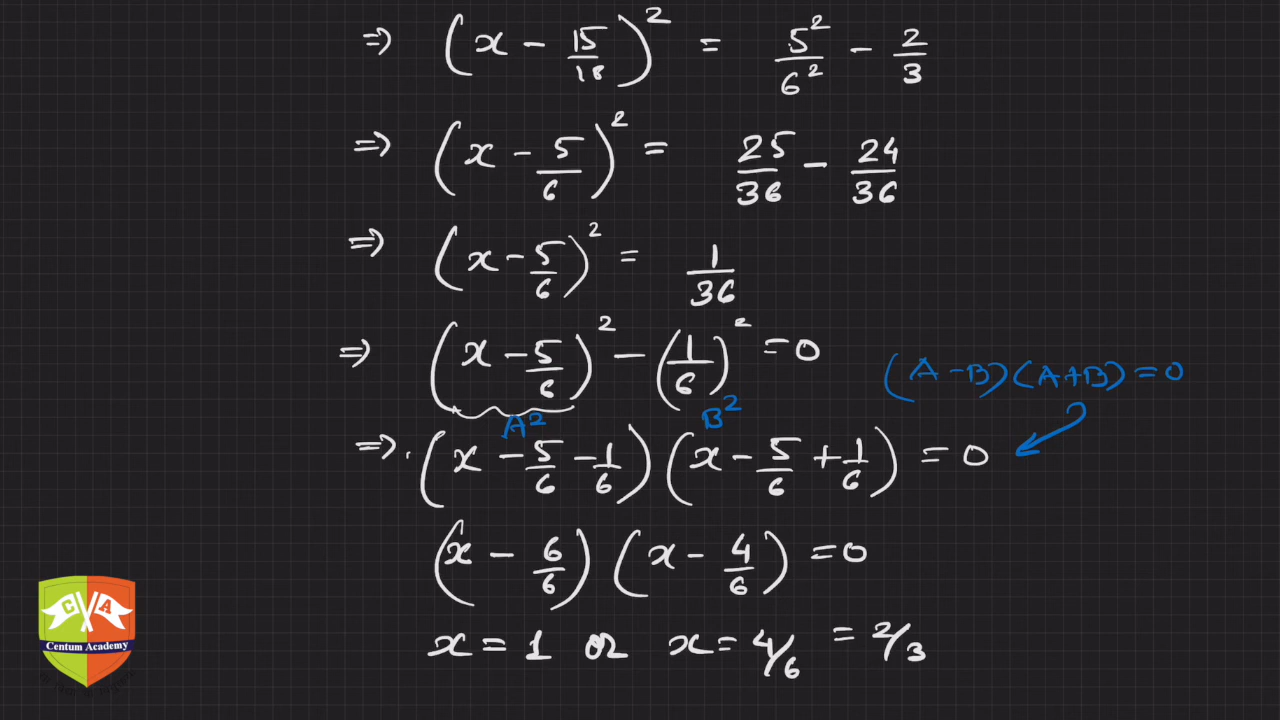 ⇒ (x - 15/18)² = 5²/6² - 2/3
⇒ (x - 5/6)² = 25/36 - 24/36
⇒ (x - 5/6)² = 1/36
⇒ (x - 5/6)² - (1/6)² = 0
A² B² (A-B)(A+B) = 0
⇒ (x - 5/6 - 1/6)(x - 5/6 + 1/6) = 0
(x - 6/6)(x - 4/6) = 0
x = 1 or x = 4/6 = 2/3
C A
Centum Academy